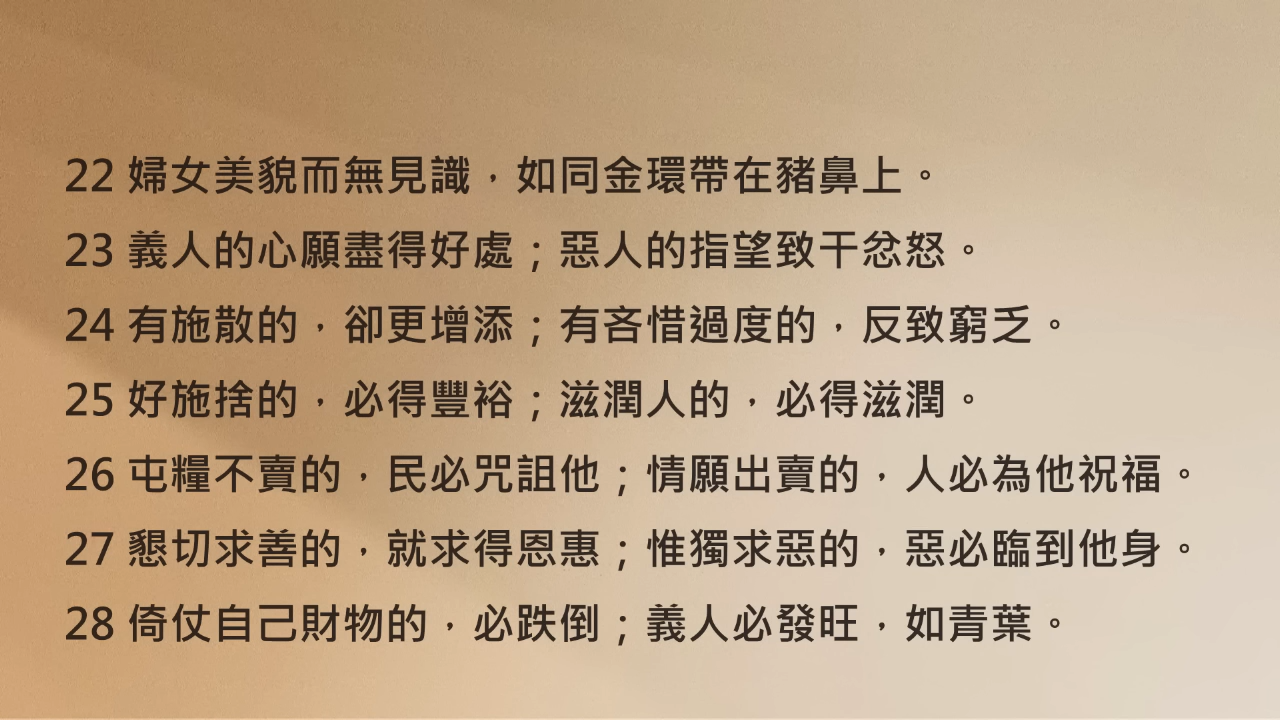 22 婦女美貌而無見識，如同金環帶在豬鼻上。
23 義人的心願盡得好處；惡人的指望致干忿怒。
24 有施散的，卻更增添；有吝惜過度的，反致窮乏。
25 好施捨的，必得豐裕；滋潤人的，必得滋潤。
26 屯糧不賣的，民必咒詛他；情願出賣的，人必為他祝福。
27 懇切求善的，就求得恩惠；惟獨求惡的，惡必臨到他身。
28 倚仗自己財物的，必跌倒；義人必發旺，如青葉。